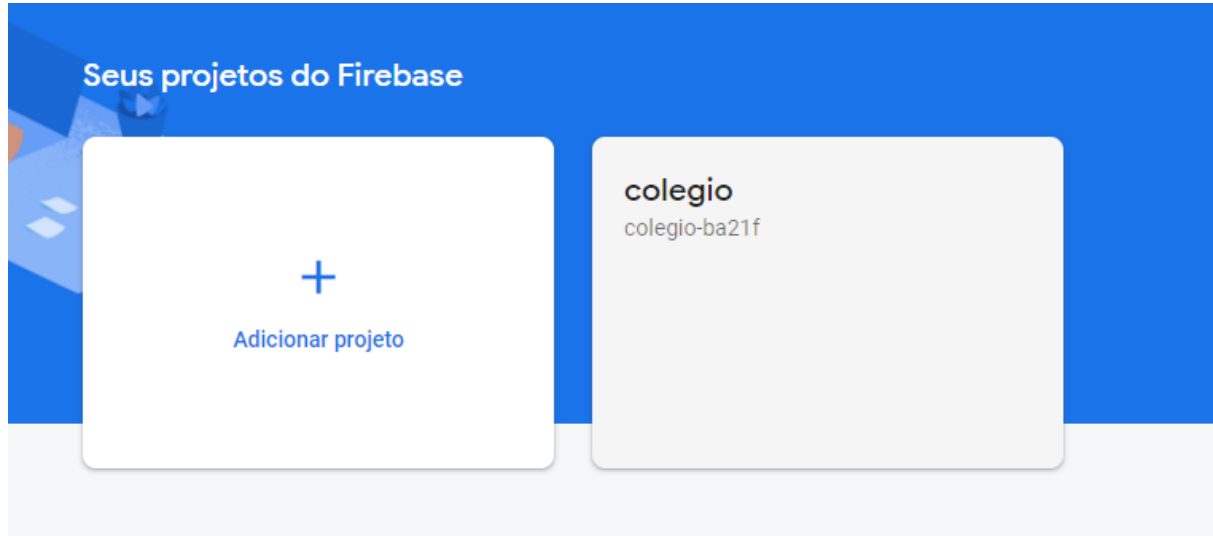 Seus projetos do Firebase
+
Adicionar projeto
colegio
colegio-ba21f